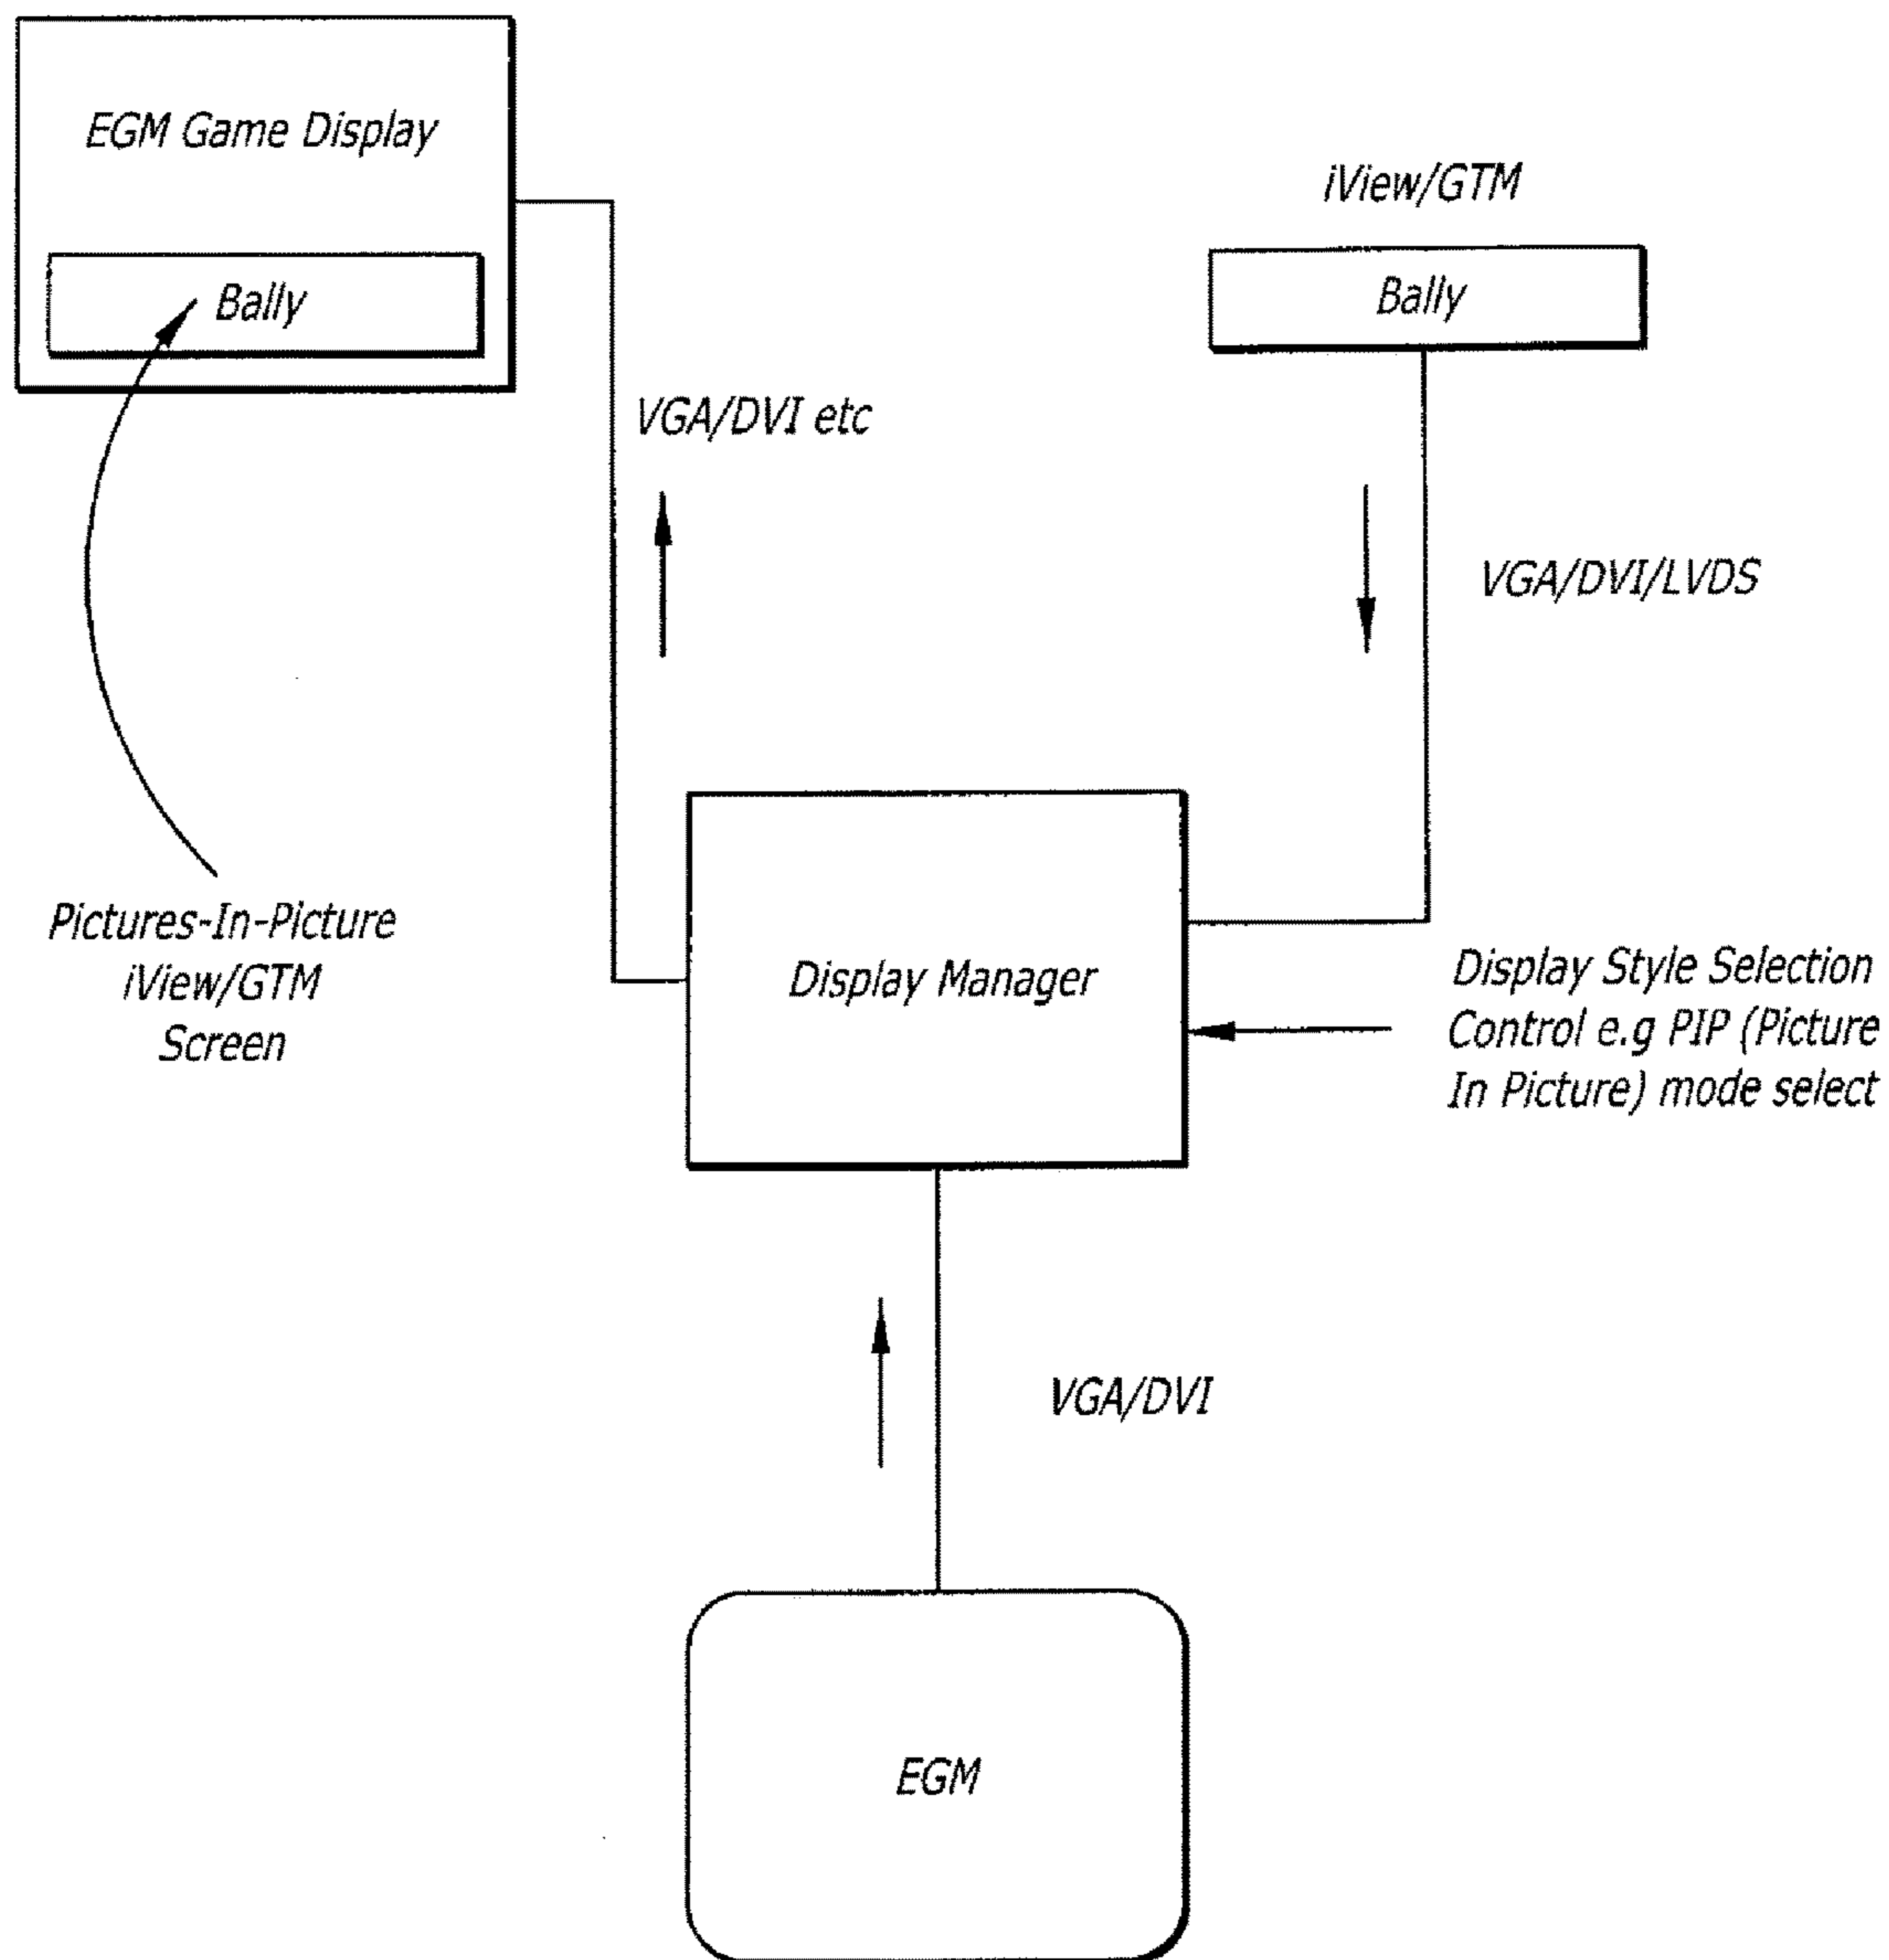 EGM Game Display
Bally
iView/GTM
Bally
VGA/DVI etc
VGA/DVI/LVDS
Pictures-In-Picture
iView/GTM
Screen
Display Manager
Display Style Selection
Control e.g PIP (Picture
In Picture) mode select
VGA/DVI
EGM